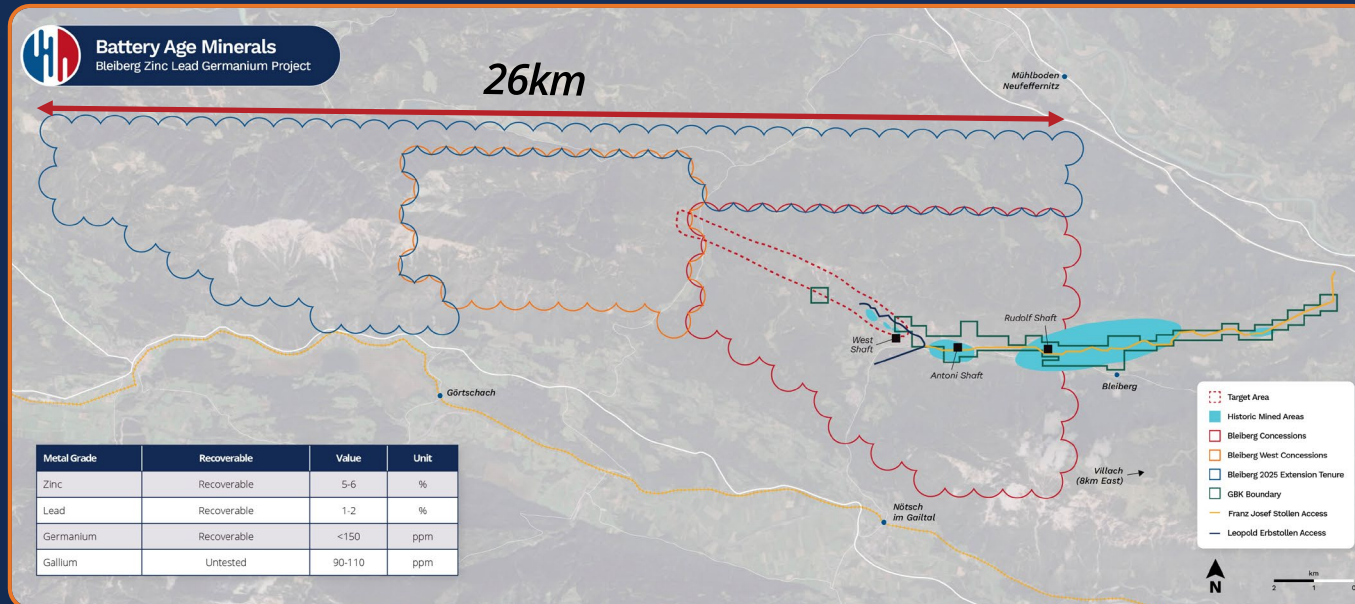 Battery Age Minerals
Bleiberg Zinc Lead Germanium Project
26km
Mühlboden
Neufeffernitz
Rudolf Shaft
West
Shaft
Antoni Shaft
Bleiberg
Görtschach
Villach
(8km East)
Nötsch
im Gailtal
Metal Grade Recoverable Value Unit
Zinc Recoverable 5-6 %
Lead Recoverable 1-2 %
Germanium Recoverable <150 ppm
Gallium Untested 90-110 ppm
Target Area
Historic Mined Areas
Bleiberg Concessions
Bleiberg West Concessions
Bleiberg 2025 Extension Tenure
GBK Boundary
Franz Josef Stollen Access
Leopold Erbstollen Access
N
km
2 1 0